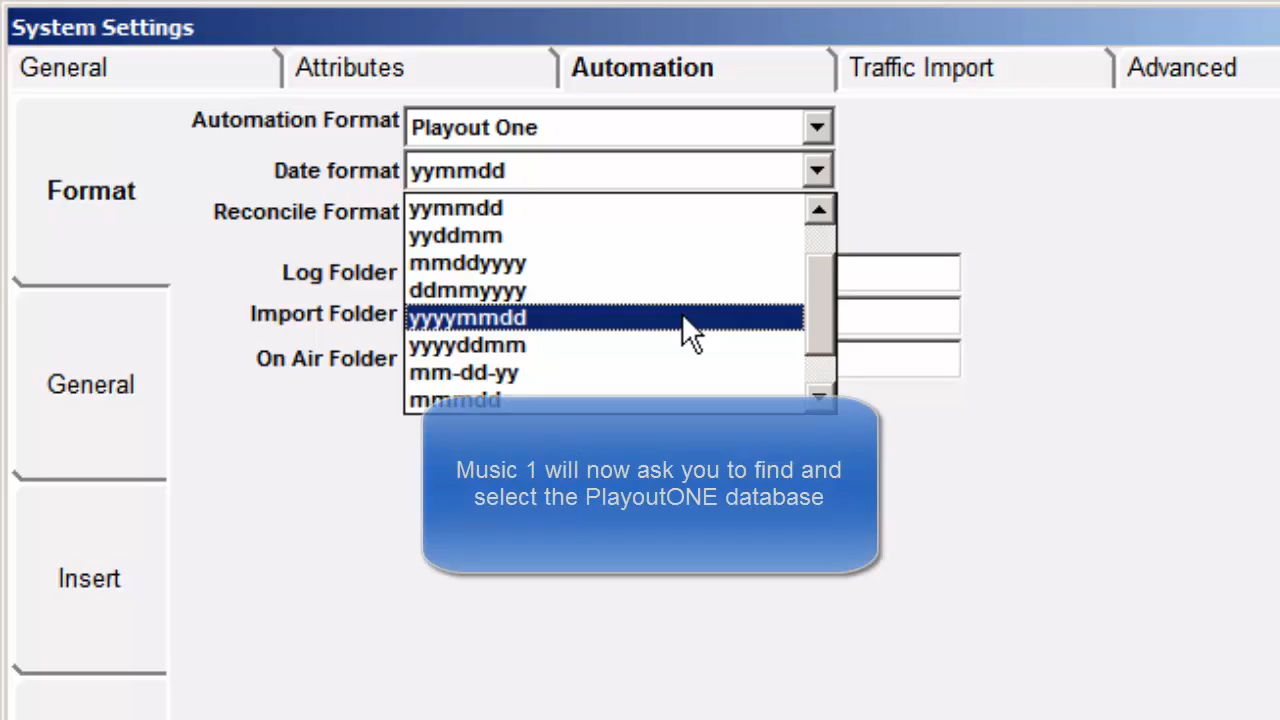 System Settings
General
Attributes
Automation
Traffic Import
Advanced
Format
General
Insert
Automation Format
Playout One
Date format
yymmdd
Reconcile Format
Log Folder
Import Folder
On Air Folder
yymmdd
yyddmm
mmddyyyy
ddmmyyyy
yyyymmdd
yyyyddmm
mm-dd-yy
mmmdd
Music 1 will now ask you to find and
select the PlayoutONE database